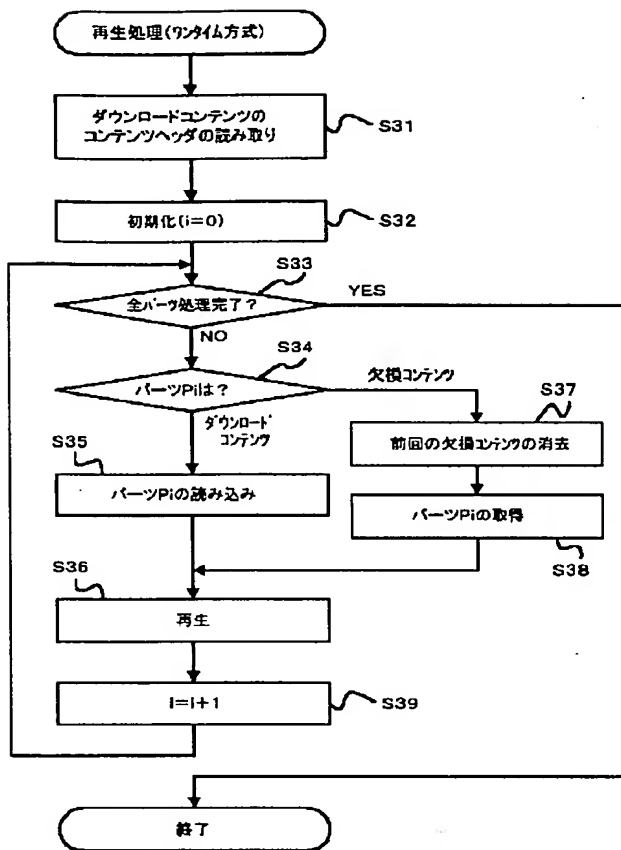 再生処理(ワンタイム方式)
ダウンロードコンテンツの
コンテンツヘッダの読み取り
S31
初期化(i=0)
S32
S33
全パーツ処理完了?
YES
NO
S34
パーツPiは?
欠損コンテンツ
ダウンロード
コンテンツ
S37
前回の欠損コンテンツの消去
S35
パーツPiの読み込み
パーツPiの取得
S38
S36
再生
i=i+1
S39
終了